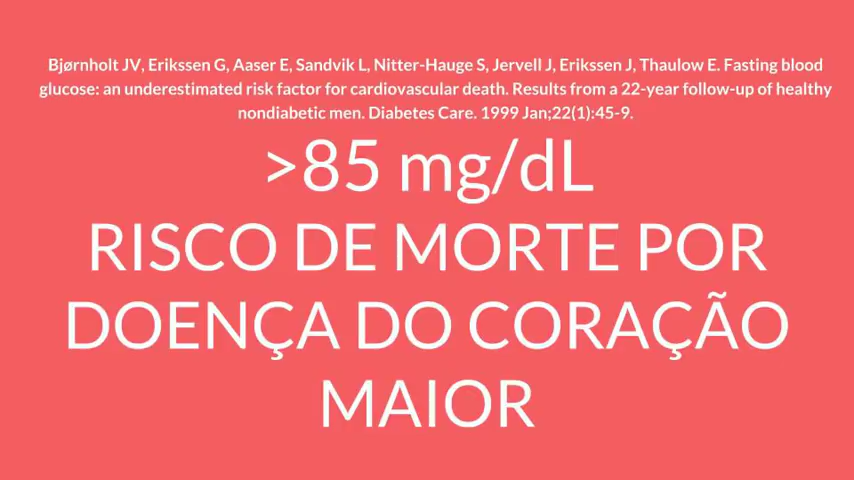 Bjørnholt JV, Erikssen G, Aaser E, Sandvik L, Nitter-Hauge S, Jervell J, Erikssen J, Thaulow E. Fasting blood
glucose: an underestimated risk factor for cardiovascular death. Results from a 22-year follow-up of healthy
nondiabetic men. Diabetes Care. 1999 Jan;22(1):45-9.
>85 mg/dL
RISCO DE MORTE POR
DOENÇA DO CORAÇÃO
MAIOR